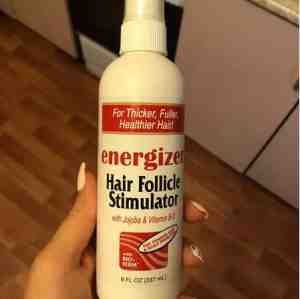 For Thicker, Fuller,
Healthier Hair!
energizer
Hair Follicle
Stimulator
with Jojoba & Vitamin B-5
8 FL OZ (237 mL)